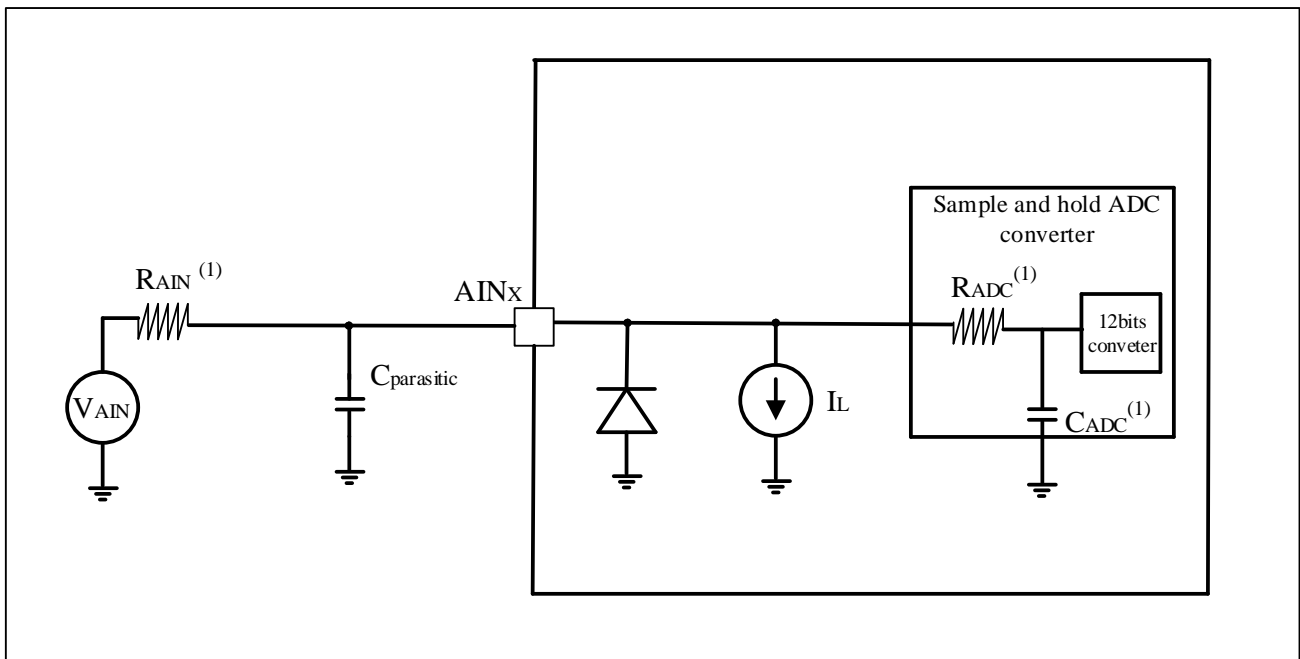 Sample and hold ADC
converter
RAIN (1)
AINX
RADC(1)
12bits
conveter
Cparasitic
VAIN
IL
CADC(1)